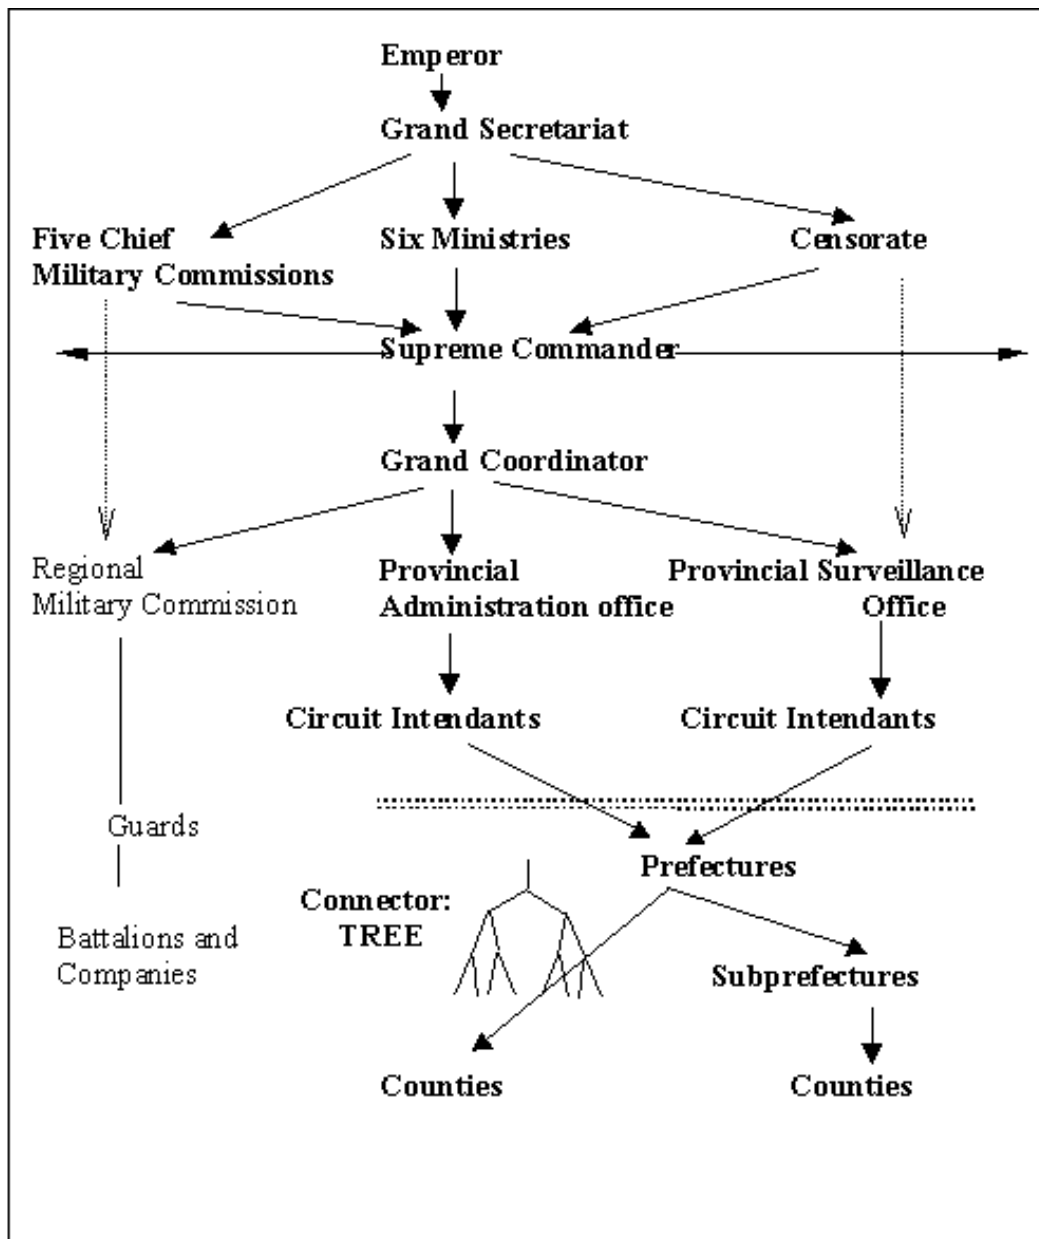 Emperor
Grand Secretariat
Five Chief
Military Commissions
Six Ministries
Censorate
Supreme Commander
Grand Coordinator
Regional
Military Commission
Provincial
Administration office
Provincial Surveillance
Office
Circuit Intendants
Circuit Intendants
Guards
Prefectures
Connector:
TREE
Battalions and
Companies
Subprefectures
Counties
Counties